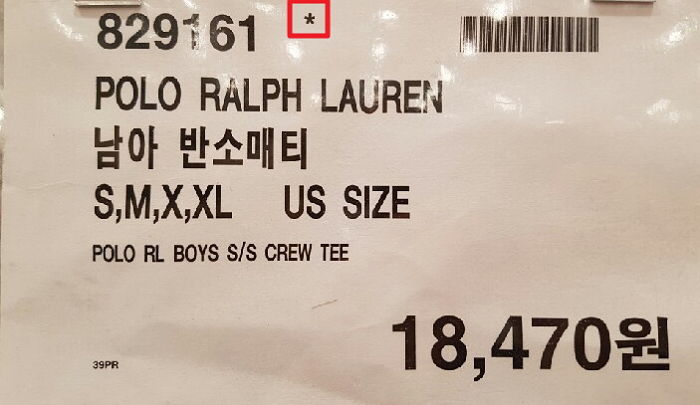 829161 *
POLO RALPH LAUREN
남아 반소매티
S,M,X,XL US SIZE
POLO RL BOYS S/S CREW TEE
18,470원
39PR